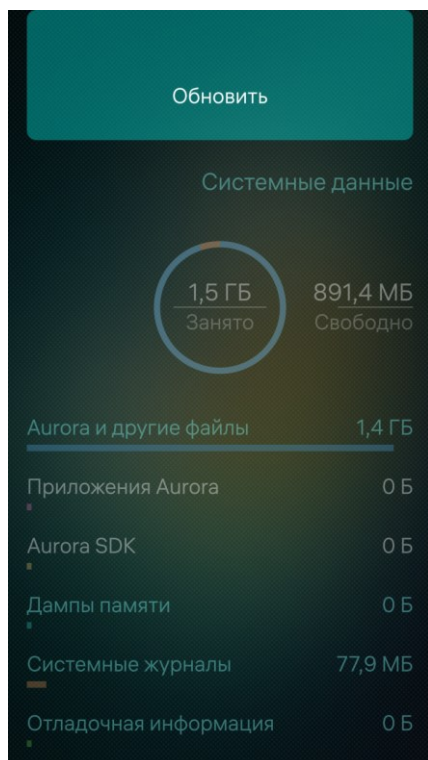 Обновить
Системные данные
1,5 ГБ
Занято
891,4 МБ
Свободно
Aurora и другие файлы 1,4 ГБ
Приложения Aurora 0 Б
Aurora SDK 0 Б
Дампы памяти 0 Б
Системные журналы 77,9 МБ
Отладочная информация 0 Б